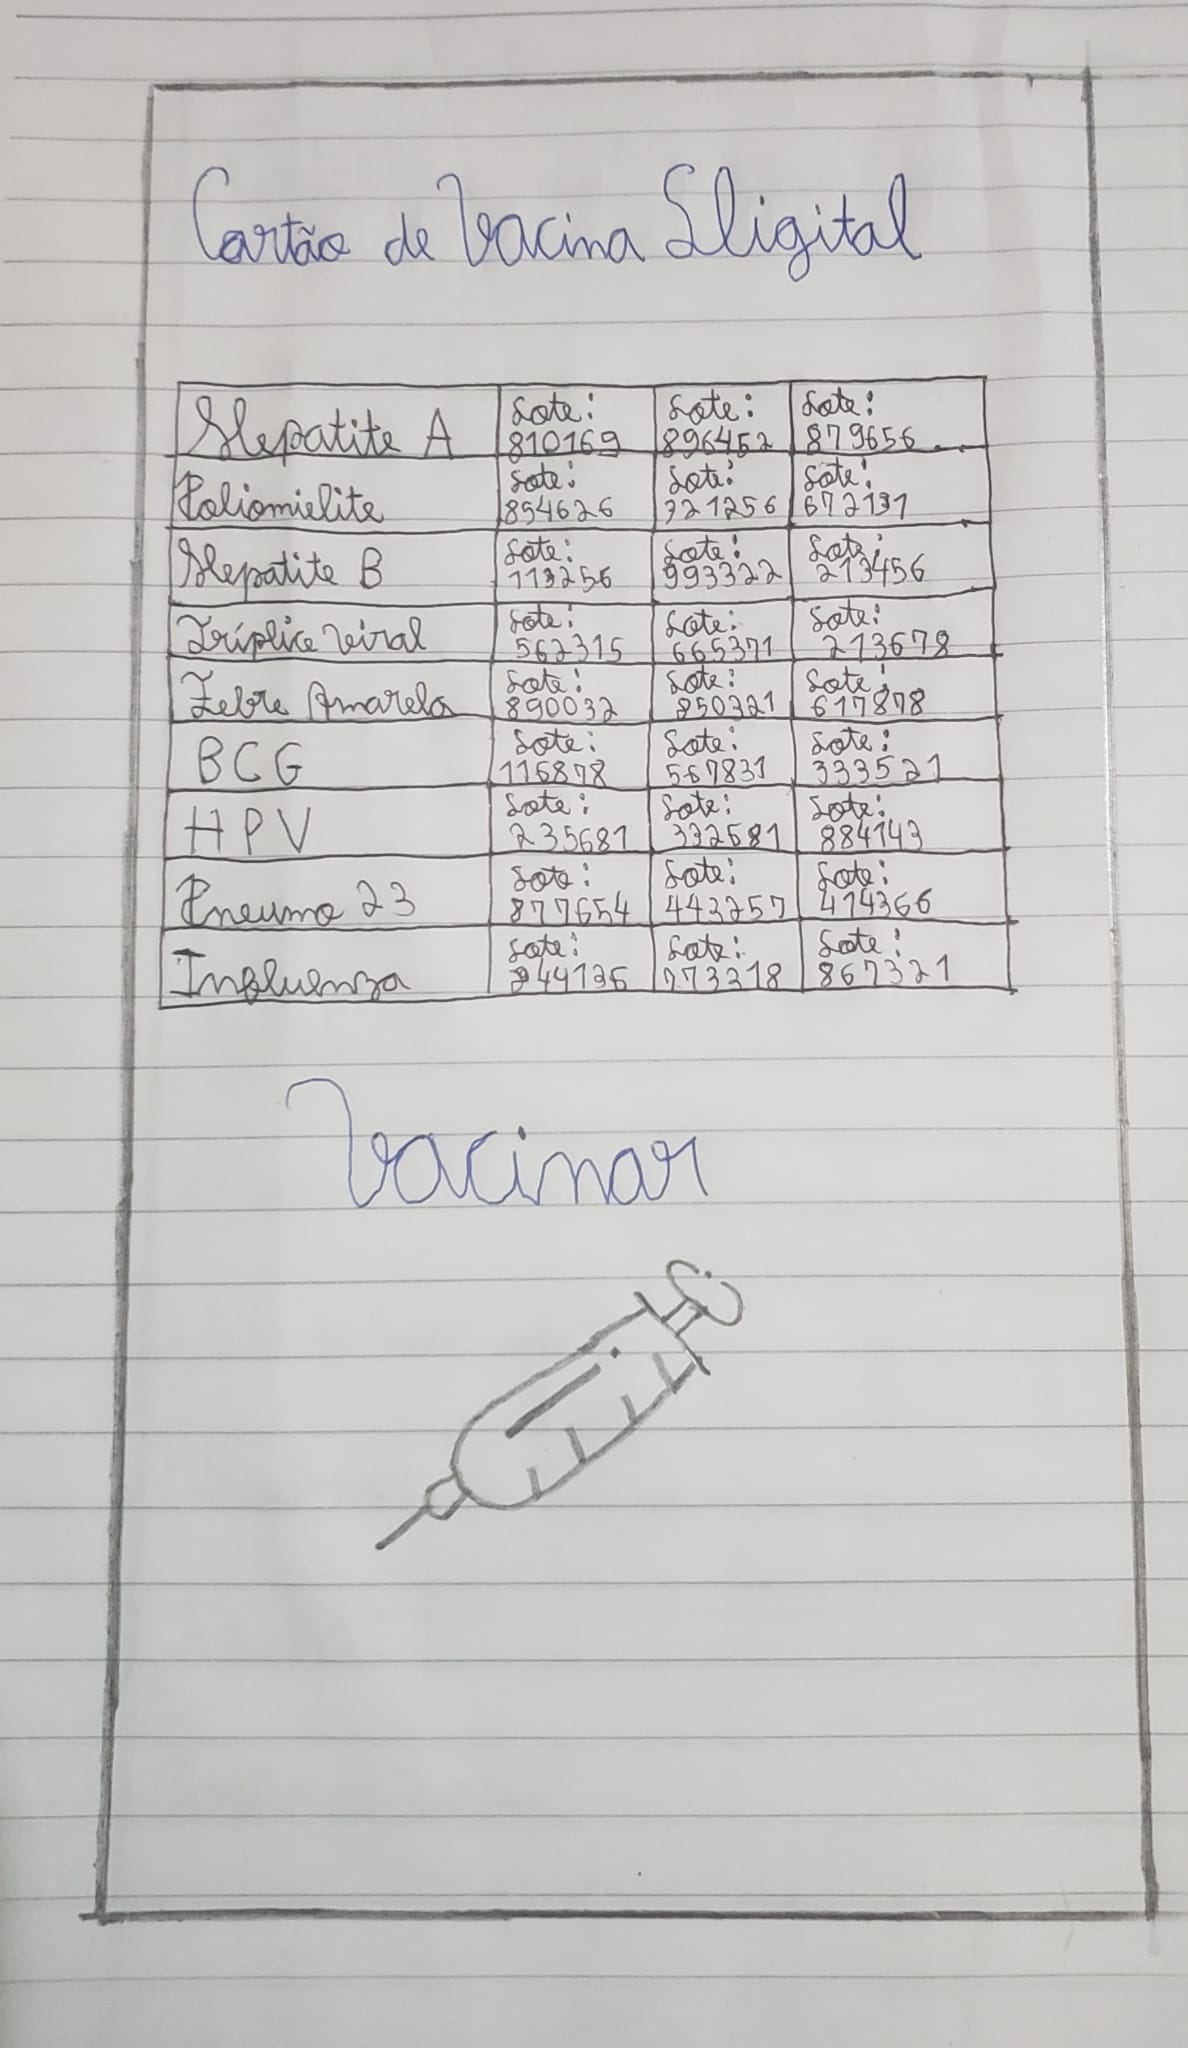 Cartão de Vacina Digital
Hepatite A Lote: 810169 Lote: 896452 Lote: 879656
Poliomielite Lote: 854626 Lote: 321256 Lote: 672131
Hepatite B Lote: 113256 Lote: 993322 Lote: 213456
Tríplice viral Lote: 562315 Lote: 665371 Lote: 213678
Febre Amarela Lote: 890032 Lote: 850321 Lote: 617878
BCG Lote: 116878 Lote: 567831 Lote: 333521
HPV Lote: 235681 Lote: 332581 Lote: 884143
Pneumo 23 Lote: 877654 Lote: 443257 Lote: 414366
Influenza Lote: Lote: 773218 Lote: 867321
Vacinar